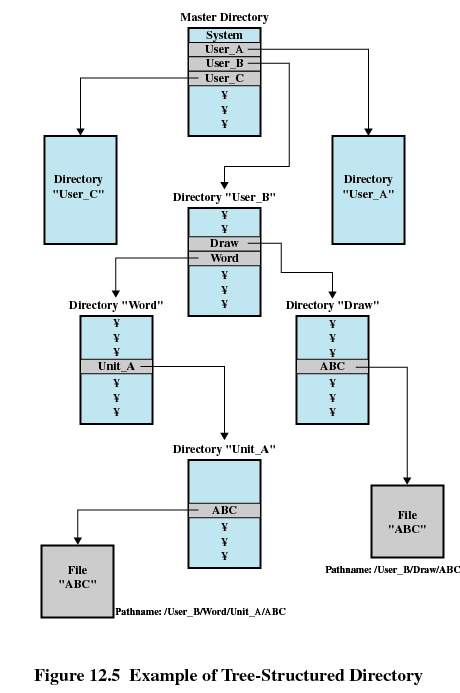 Master Directory
System
User_A
User_B
User_C
¥
¥
¥
Directory
"User_C"
Directory
"User_A"
Directory "User_B"
¥
¥
Draw
Word
¥
¥
¥
Directory "Word"
¥
¥
¥
Unit_A
¥
¥
¥
Directory "Draw"
¥
¥
¥
ABC
¥
¥
¥
Directory "Unit_A"
ABC
¥
¥
¥
File
"ABC"
Pathname: /User_B/Draw/ABC
File
"ABC"
Pathname: /User_B/Word/Unit_A/ABC
Figure 12.5 Example of Tree-Structured Directory